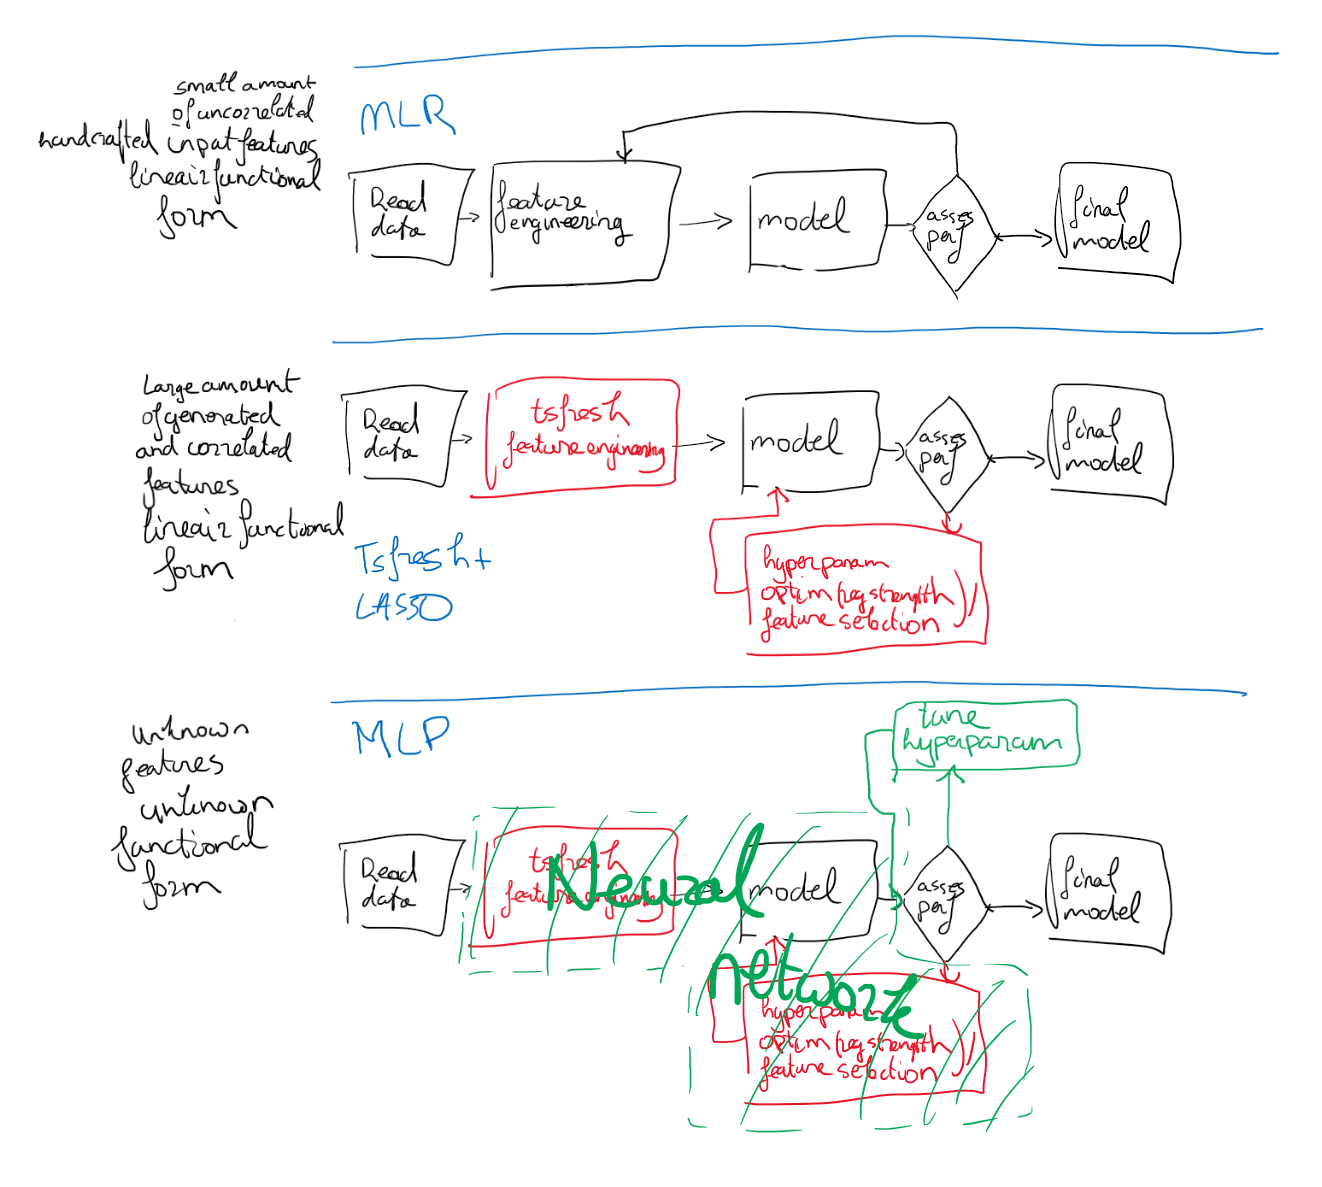 small amount
of uncorrelated
handcrafted input features
lineair functional
form
MLR
Read
data
feature
engineering
model
asses
perf
final
model
Large amount
of generated
and correlated
features
lineair functional
form
Read
data
tsfresh
feature engineering
model
asses
perf
final
model
hyperparam
optim (reg strength)/
feature selection
Tsfresh +
LASSO
unknown
features
unknown
functional
form
MLP
tune
hyperparam
Read
data
tsfresh
feature engineering
Neural
network
model
asses
perf
final
model
hyperparam
optim (reg strength)/
feature selection